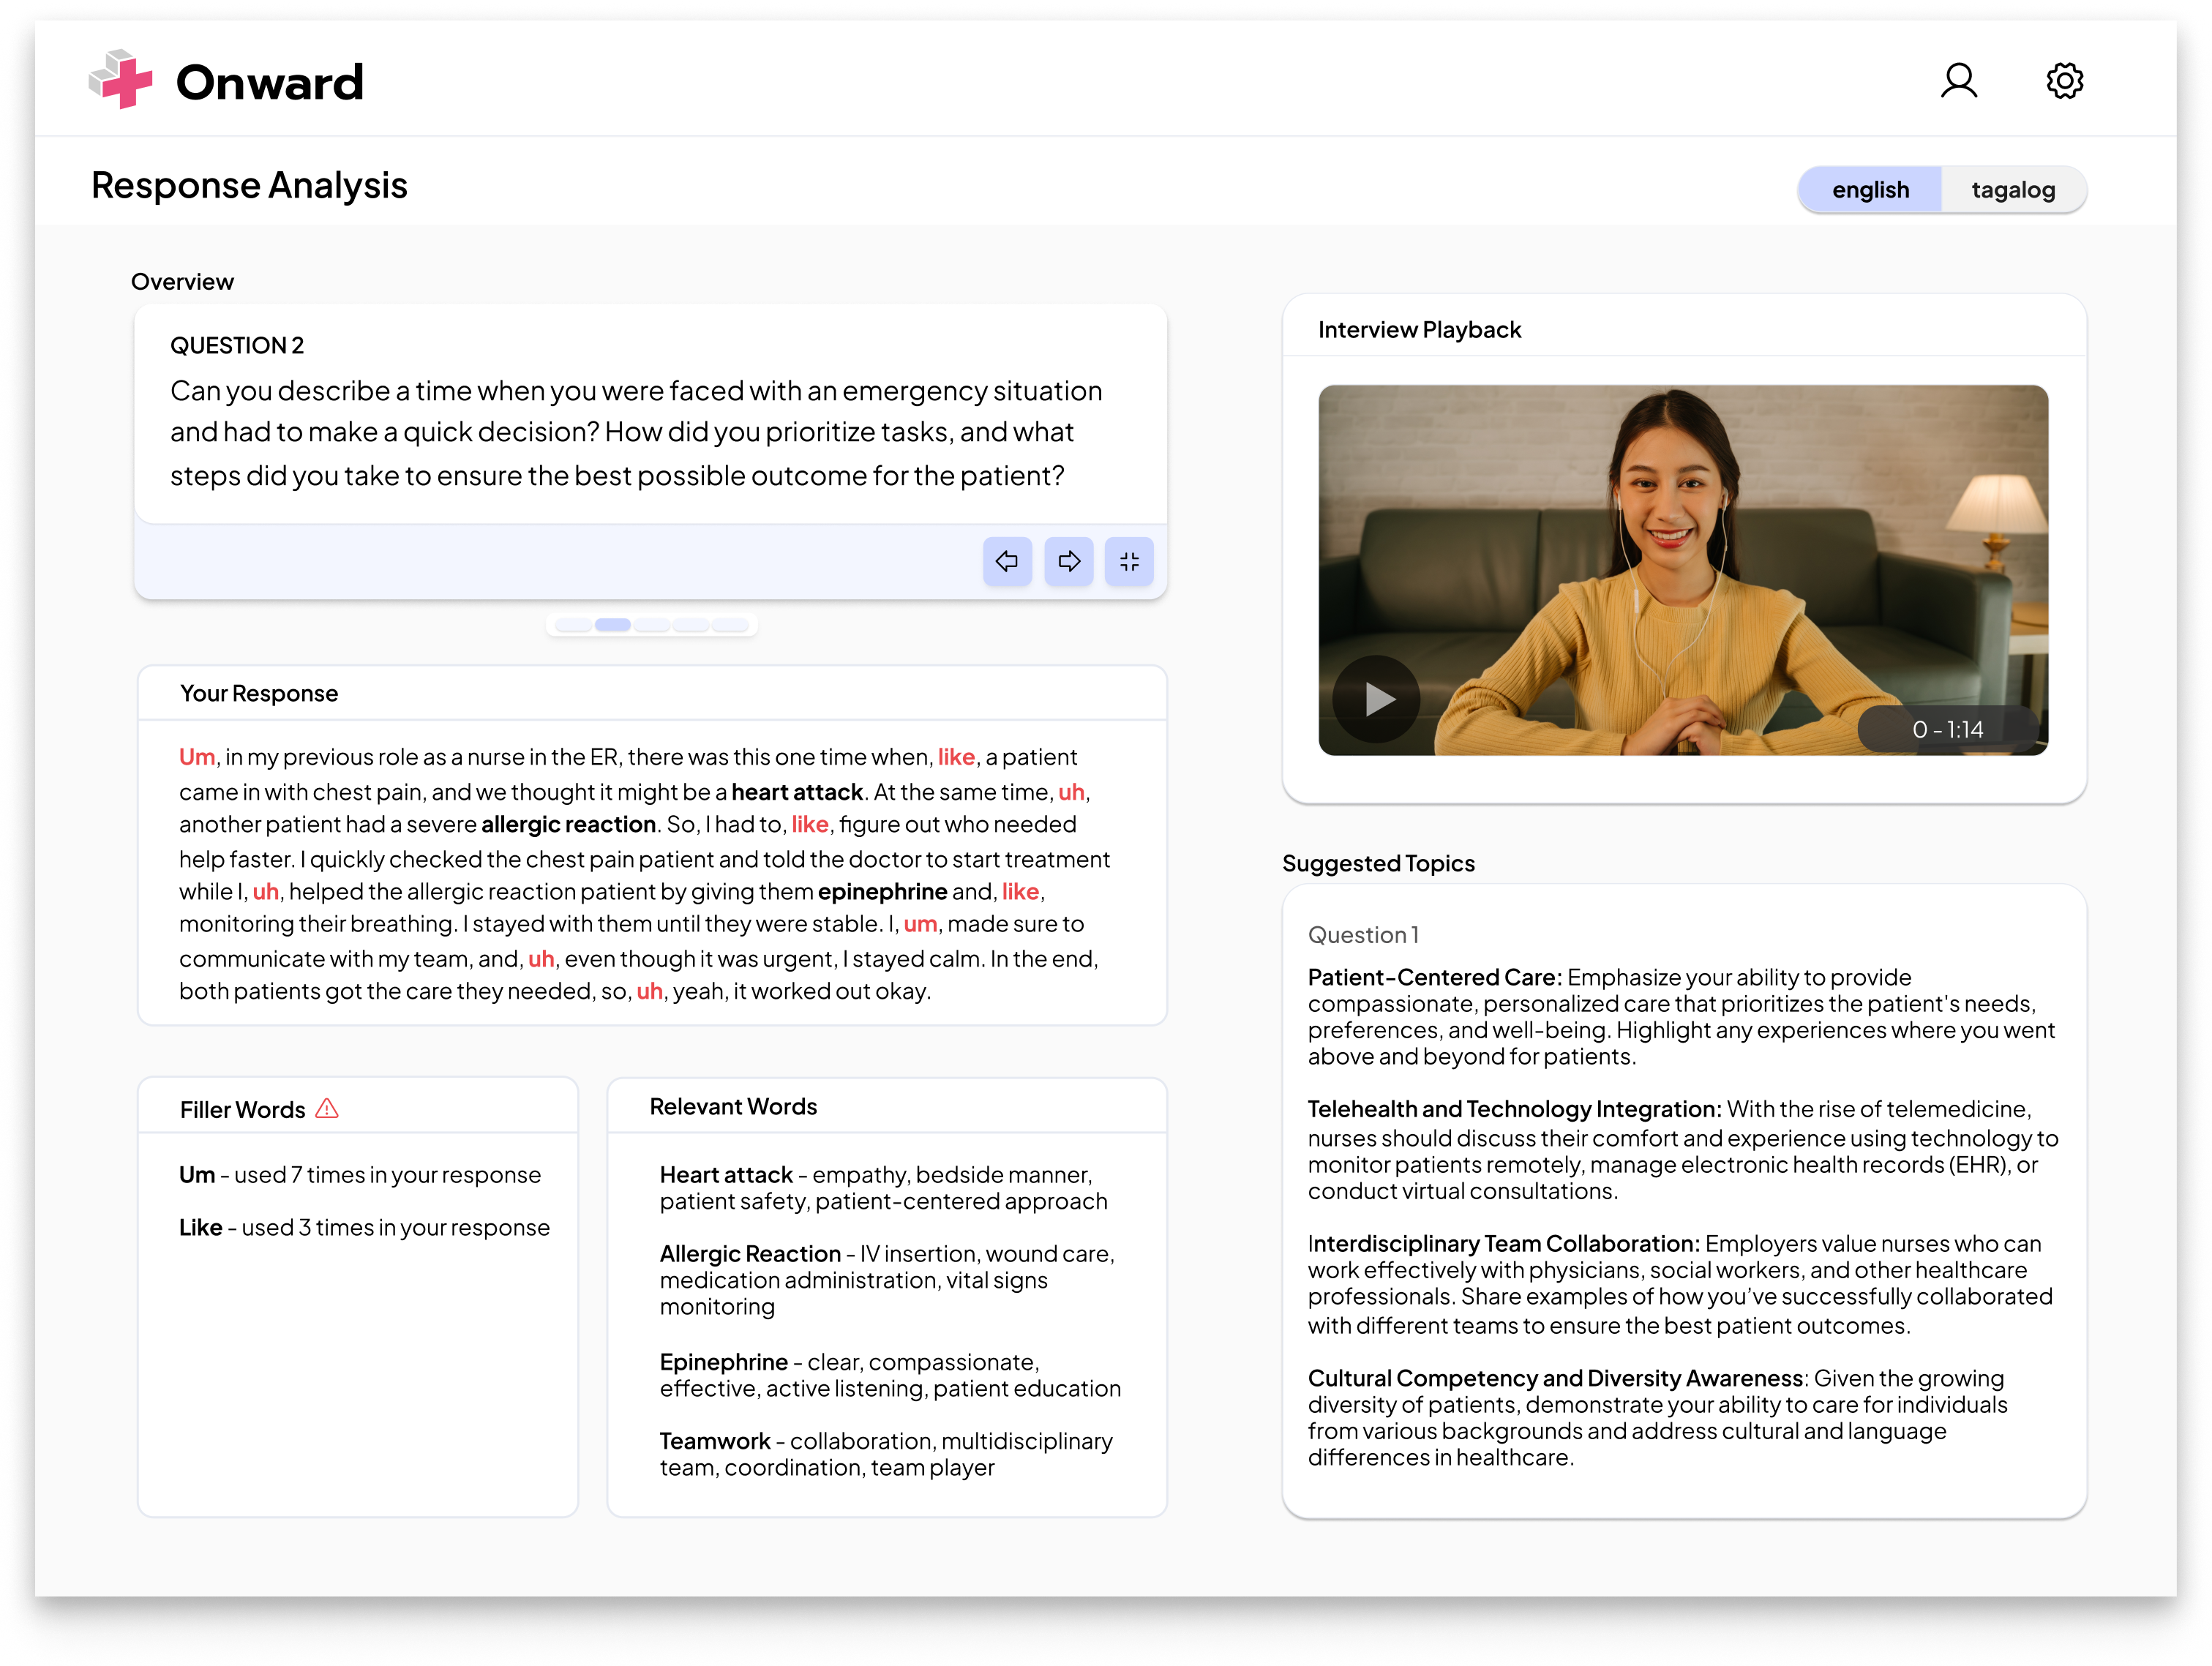 Onward
Response Analysis
english
tagalog
Overview
QUESTION 2
Can you describe a time when you were faced with an emergency situation
and had to make a quick decision? How did you prioritize tasks, and what
steps did you take to ensure the best possible outcome for the patient?
Your Response
Um, in my previous role as a nurse in the ER, there was this one time when, like, a patient
came in with chest pain, and we thought it might be a heart attack. At the same time, uh,
another patient had a severe allergic reaction. So, I had to, like, figure out who needed
help faster. I quickly checked the chest pain patient and told the doctor to start treatment
while I, uh, helped the allergic reaction patient by giving them epinephrine and, like,
monitoring their breathing. I stayed with them until they were stable. I, um, made sure to
communicate with my team, and, uh, even though it was urgent, I stayed calm. In the end,
both patients got the care they needed, so, uh, yeah, it worked out okay.
Filler Words
Um - used 7 times in your response
Like - used 3 times in your response
Relevant Words
Heart attack - empathy, bedside manner,
patient safety, patient-centered approach
Allergic Reaction - IV insertion, wound care,
medication administration, vital signs
monitoring
Epinephrine - clear, compassionate,
effective, active listening, patient education
Teamwork - collaboration, multidisciplinary
team, coordination, team player
Interview Playback
0 - 1:14
Suggested Topics
Question 1
Patient-Centered Care: Emphasize your ability to provide
compassionate, personalized care that prioritizes the patient's needs,
preferences, and well-being. Highlight any experiences where you went
above and beyond for patients.
Telehealth and Technology Integration: With the rise of telemedicine,
nurses should discuss their comfort and experience using technology to
monitor patients remotely, manage electronic health records (EHR), or
conduct virtual consultations.
Interdisciplinary Team Collaboration: Employers value nurses who can
work effectively with physicians, social workers, and other healthcare
professionals. Share examples of how you’ve successfully collaborated
with different teams to ensure the best patient outcomes.
Cultural Competency and Diversity Awareness: Given the growing
diversity of patients, demonstrate your ability to care for individuals
from various backgrounds and address cultural and language
differences in healthcare.